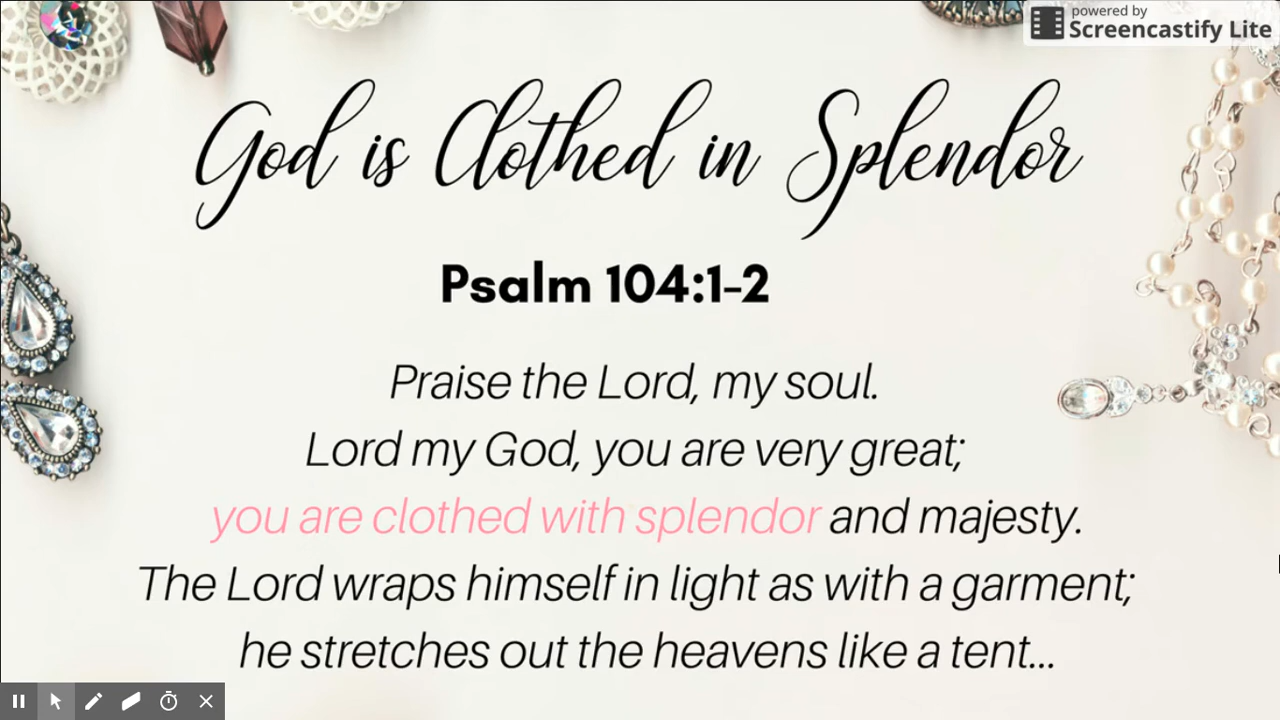 powered by
Screencastify Lite
God is Clothed in Splendor
Psalm 104:1-2
Praise the Lord, my soul.
Lord my God, you are very great;
you are clothed with splendor and majesty.
The Lord wraps himself in light as with a garment;
he stretches out the heavens like a tent...